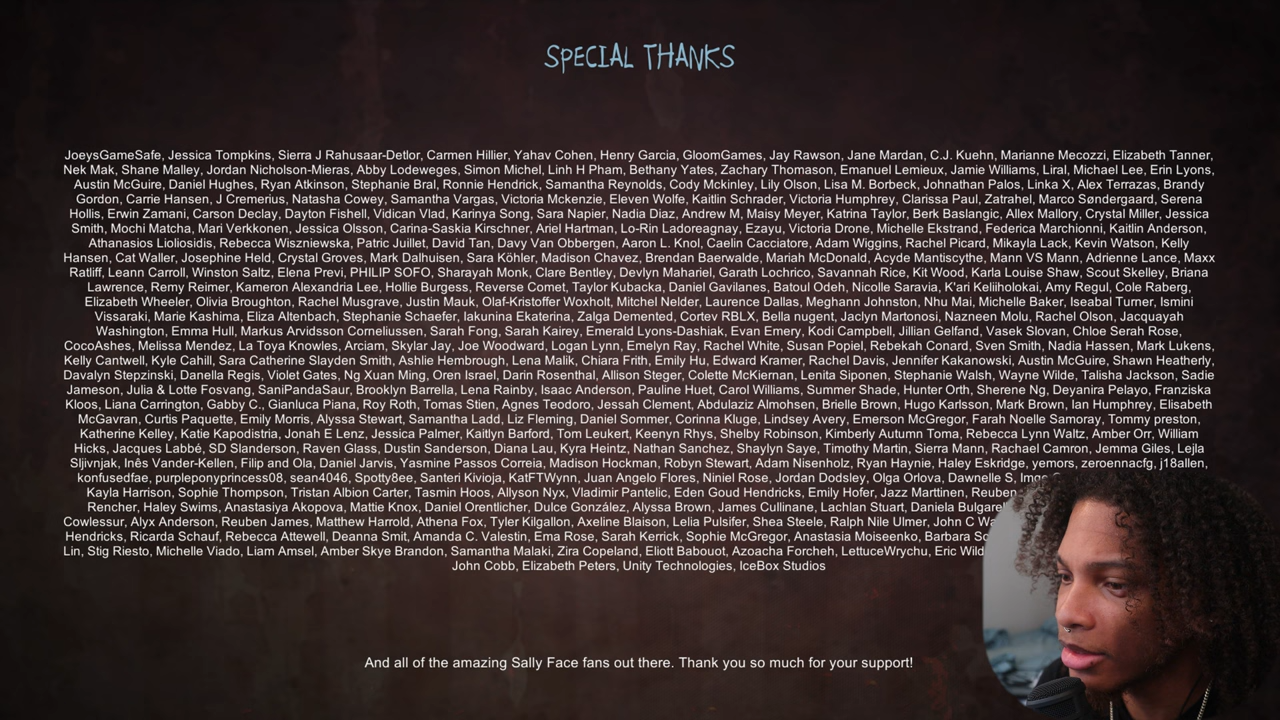 SPECIAL THANKS
JoeysGameSafe, Jessica Tompkins, Sierra J Rahusaar-Detlor, Carmen Hillier, Yahav Cohen, Henry Garcia, GloomGames, Jay Rawson, Jane Mardan, C.J. Kuehn, Marianne Mecozzi, Elizabeth Tanner,
Nek Mak, Shane Malley, Jordan Nicholson-Mieras, Abby Lodeweges, Simon Michel, Linh H Pham, Bethany Yates, Zachary Thomason, Emanuel Lemieux, Jamie Williams, Liral, Michael Lee, Erin Lyons,
Austin McGuire, Daniel Hughes, Ryan Atkinson, Stephanie Bral, Ronnie Hendrick, Samantha Reynolds, Cody Mckinley, Lily Olson, Lisa M. Borbeck, Johnathan Palos, Linka X, Alex Terrazas, Brandy
Gordon, Carrie Hansen, J Cremerius, Natasha Cowey, Samantha Vargas, Victoria Mckenzie, Eleven Wolfe, Kaitlin Schrader, Victoria Humphrey, Clarissa Paul, Zatrahel, Marco Søndergaard, Serena
Hollis, Erwin Zamani, Carson Declay, Dayton Fishell, Vidican Vlad, Karinya Song, Sara Napier, Nadia Diaz, Andrew M, Maisy Meyer, Katrina Taylor, Berk Baslangic, Allex Mallory, Crystal Miller, Jessica
Smith, Mochi Matcha, Mari Verkkonen, Jessica Olsson, Carina-Saskia Kirschner, Ariel Hartman, Lo-Rin Ladoreagnay, Ezayu, Victoria Drone, Michelle Ekstrand, Federica Marchionni, Kaitlin Anderson,
Athanasios Lioliosidis, Rebecca Wiszniewska, Patric Juillet, David Tan, Davy Van Obbergen, Aaron L. Knol, Caelin Cacciatore, Adam Wiggins, Rachel Picard, Mikayla Lack, Kevin Watson, Kelly
Hansen, Cat Waller, Josephine Held, Crystal Groves, Mark Dalhuisen, Sara Köhler, Madison Chavez, Brendan Baerwalde, Mariah McDonald, Acyde Mantiscythe, Mann VS Mann, Adrienne Lance, Maxx
Ratliff, Leann Carroll, Winston Saltz, Elena Previ, PHILIP SOFO, Sharayah Monk, Clare Bentley, Devlyn Mahariel, Garath Lochrico, Savannah Rice, Kit Wood, Karla Louise Shaw, Scout Skelley, Briana
Lawrence, Remy Reimer, Kameron Alexandria Lee, Hollie Burgess, Reverse Comet, Taylor Kubacka, Daniel Gavilanes, Batoul Odeh, Nicolle Saravia, K'ari Keliiholokai, Amy Regul, Cole Raberg,
Elizabeth Wheeler, Olivia Broughton, Rachel Musgrave, Justin Mauk, Olaf-Kristoffer Woxholt, Mitchel Nelder, Laurence Dallas, Meghann Johnston, Nhu Mai, Michelle Baker, Iseabal Turner, Ismini
Vissaraki, Marie Kashima, Eliza Altenbach, Stephanie Schaefer, Iakunina Ekaterina, Zalga Demented, Cortev RBLX, Bella nugent, Jaclyn Martonosi, Nazneen Molu, Rachel Olson, Jacquayah
Washington, Emma Hull, Markus Arvidsson Corneliussen, Sarah Fong, Sarah Kairey, Emerald Lyons-Dashiak, Evan Emery, Kodi Campbell, Jillian Gelfand, Vasek Slovan, Chloe Serah Rose,
CocoAshes, Melissa Mendez, La Toya Knowles, Arciam, Skylar Jay, Joe Woodward, Logan Lynn, Emelyn Ray, Rachel White, Susan Popiel, Rebekah Conard, Sven Smith, Nadia Hassen, Mark Lukens,
Kelly Cantwell, Kyle Cahill, Sara Catherine Slayden Smith, Ashlie Hembrough, Lena Malik, Chiara Frith, Emily Hu, Edward Kramer, Rachel Davis, Jennifer Kakanowski, Austin McGuire, Shawn Heatherly,
Davalyn Stepzinski, Danella Regis, Violet Gates, Ng Xuan Ming, Oren Israel, Darin Rosenthal, Allison Steger, Colette McKiernan, Lenita Siponen, Stephanie Walsh, Wayne Wilde, Talisha Jackson, Sadie
Jameson, Julia & Lotte Fosvang, SaniPandaSaur, Brooklyn Barrella, Lena Rainby, Isaac Anderson, Pauline Huet, Carol Williams, Summer Shade, Hunter Orth, Sherene Ng, Deyanira Pelayo, Franziska
Kloos, Liana Carrington, Gabby C., Gianluca Piana, Roy Roth, Tomas Stien, Agnes Teodoro, Jessah Clement, Abdulaziz Almohsen, Brielle Brown, Hugo Karlsson, Mark Brown, Ian Humphrey, Elisabeth
McGavran, Curtis Paquette, Emily Morris, Alyssa Stewart, Samantha Ladd, Liz Fleming, Daniel Sommer, Corinna Kluge, Lindsey Avery, Emerson McGregor, Farah Noelle Samoray, Tommy preston,
Katherine Kelley, Katie Kapodistria, Jonah E Lenz, Jessica Palmer, Kaitlyn Barford, Tom Leukert, Keenyn Rhys, Shelby Robinson, Kimberly Autumn Toma, Rebecca Lynn Waltz, Amber Orr, William
Hicks, Jacques Labbé, SD Slanderson, Raven Glass, Dustin Sanderson, Diana Lau, Kyra Heintz, Nathan Sanchez, Shaylyn Saye, Timothy Martin, Sierra Mann, Rachael Camron, Jemma Giles, Lejla
Sljivnjak, Inês Vander-Kellen, Filip and Ola, Daniel Jarvis, Yasmine Passos Correia, Madison Hockman, Robyn Stewart, Adam Nisenholz, Ryan Haynie, Haley Eskridge, yemors, zeroennacfg, j18allen,
konfusedfae, purpleponyprincess08, sean4046, Spotty8ee, Santeri Kivioja, KatFTWynn, Juan Angelo Flores, Niniel Rose, Jordan Dodsley, Olga Orlova, Dawnelle S,
Kayla Harrison, Sophie Thompson, Tristan Albion Carter, Tasmin Hoos, Allyson Nyx, Vladimir Pantelic, Eden Goud Hendricks, Emily Hofer, Jazz Marttinen, Reuben
Rencher, Haley Swims, Anastasiya Akopova, Mattie Knox, Daniel Orentlicher, Dulce González, Alyssa Brown, James Cullinane, Lachlan Stuart, Daniela
Cowlessur, Alyx Anderson, Reuben James, Matthew Harrold, Athena Fox, Tyler Kilgallon, Axeline Blaison, Lelia Pulsifer, Shea Steele, Ralph Nile Ulmer, John C
Hendricks, Ricarda Schauf, Rebecca Attewell, Deanna Smit, Amanda C. Valestin, Ema Rose, Sarah Kerrick, Sophie McGregor, Anastasia Moiseenko, Barbara
Lin, Stig Riesto, Michelle Viado, Liam Amsel, Amber Skye Brandon, Samantha Malaki, Zira Copeland, Eliott Babouot, Azoacha Forcheh, LettuceWrychu, Eric
John Cobb, Elizabeth Peters, Unity Technologies, IceBox Studios
And all of the amazing Sally Face fans out there. Thank you so much for your support!